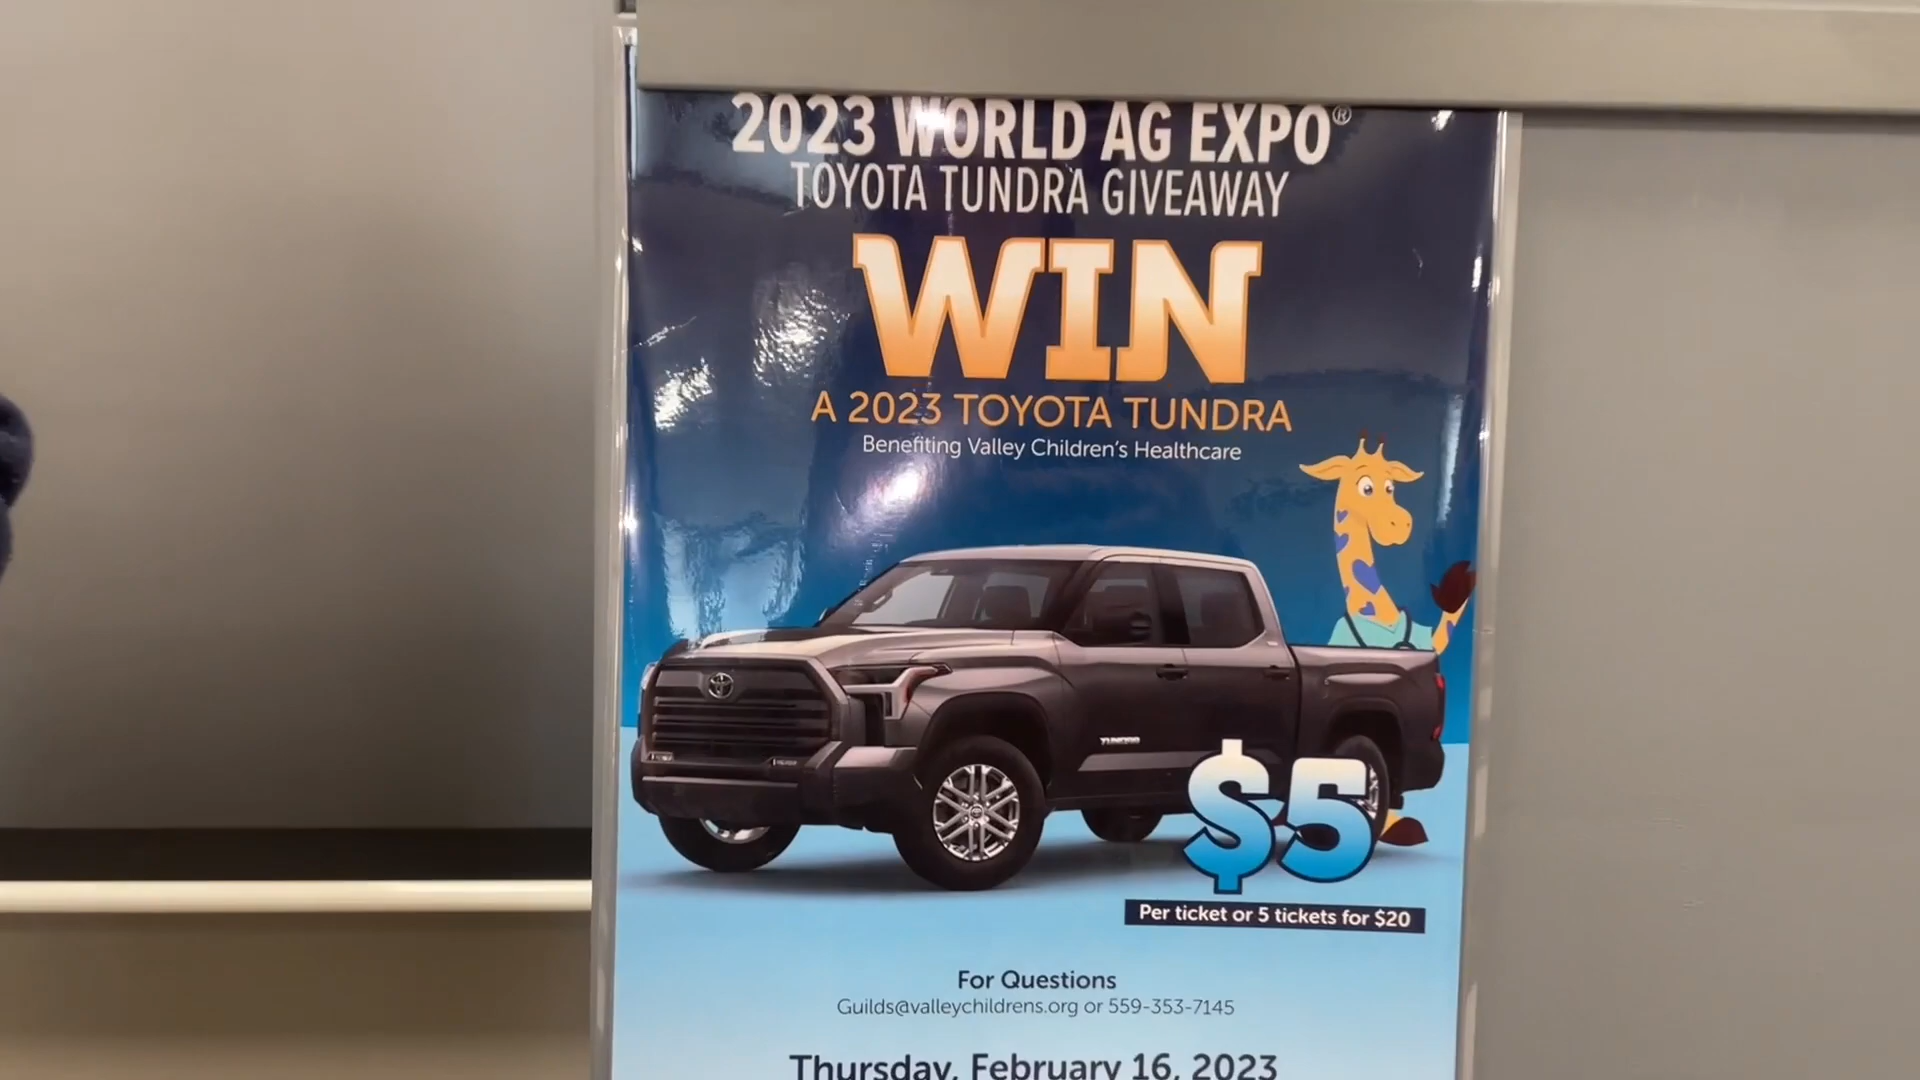 2023 WORLD AG EXPO®
TOYOTA TUNDRA GIVEAWAY
WIN
A 2023 TOYOTA TUNDRA
Benefiting Valley Children's Healthcare
TUNDRA
$5
Per ticket or 5 tickets for $20
For Questions
Guilds@valleychildrens.org or 559-353-7145
Thursday, February 16, 2023